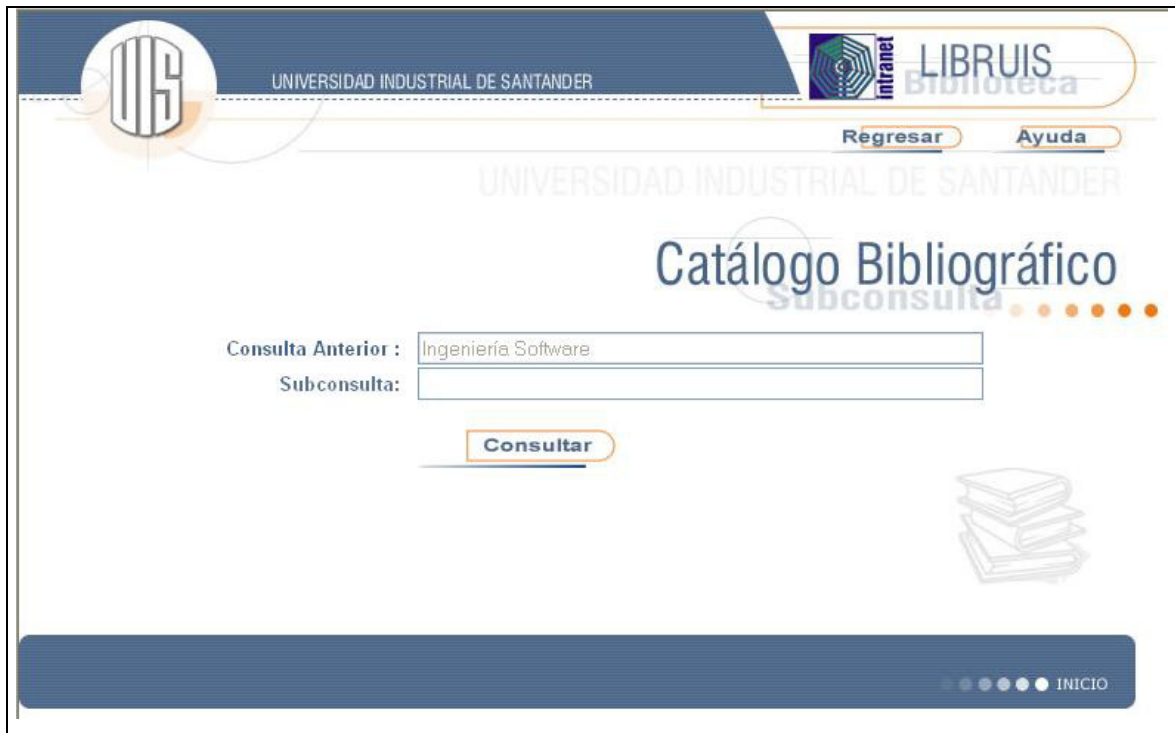 UIS
UNIVERSIDAD INDUSTRIAL DE SANTANDER
intranet
LIBRUIS
Biblioteca
Regresar
Ayuda
UNIVERSIDAD INDUSTRIAL DE SANTANDER
Catálogo Bibliográfico
Subconsulta
Consulta Anterior : Ingeniería Software
Subconsulta:
Consultar
INICIO